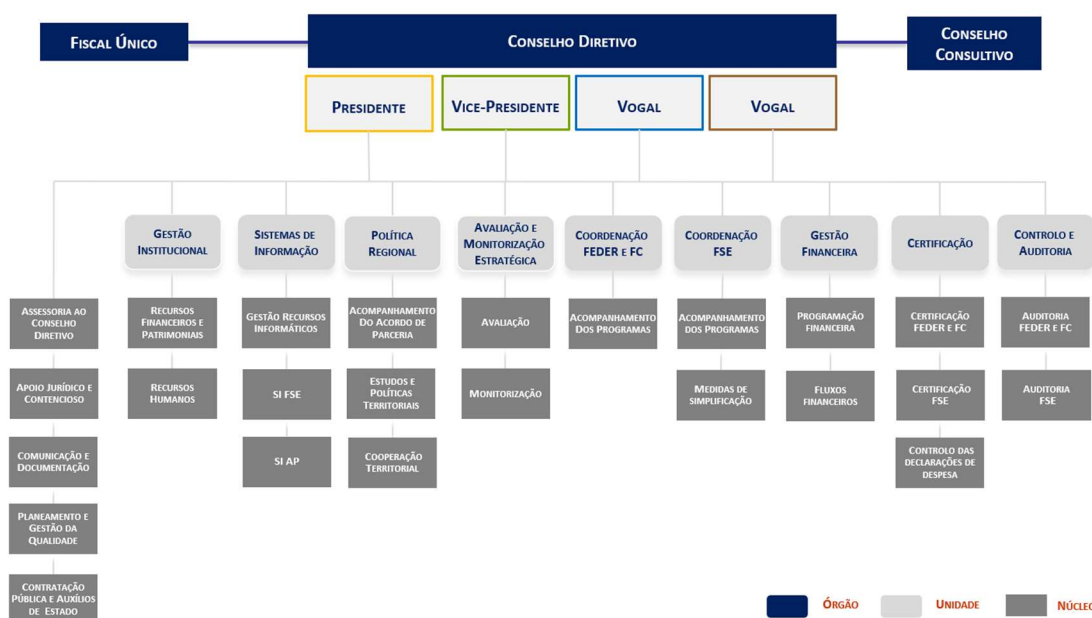 FISCAL ÚNICO
CONSELHO DIRETIVO
CONSELHO
CONSULTIVO
PRESIDENTE
VICE-PRESIDENTE
VOGAL
VOGAL
GESTÃO
INSTITUCIONAL
SISTEMAS DE
INFORMAÇÃO
POLÍTICA
REGIONAL
AVALIAÇÃO E
MONITORIZAÇÃO
ESTRATÉGICA
COORDENAÇÃO
FEDER E FC
COORDENAÇÃO
FSE
GESTÃO
FINANCEIRA
CERTIFICAÇÃO
CONTROLO E
AUDITORIA
ASSESSORIA AO
CONSELHO
DIRETIVO
RECURSOS
FINANCEIROS E
PATRIMONIAIS
GESTÃO RECURSOS
INFORMÁTICOS
ACOMPANHAMENTO
DO ACORDO DE
PARCERIA
AVALIAÇÃO
ACOMPANHAMENTO
DOS PROGRAMAS
ACOMPANHAMENTO
DOS PROGRAMAS
PROGRAMAÇÃO
FINANCEIRA
CERTIFICAÇÃO
FEDER E FC
AUDITORIA
FEDER E FC
APOIO JURÍDICO E
CONTENCIOSO
RECURSOS
HUMANOS
SI FSE
ESTUDOS E
POLÍTICAS
TERRITORIAIS
MONITORIZAÇÃO
MEDIDAS DE
SIMPLIFICAÇÃO
FLUXOS
FINANCEIROS
CERTIFICAÇÃO
FSE
AUDITORIA
FSE
COMUNICAÇÃO E
DOCUMENTAÇÃO
SI AP
COOPERAÇÃO
TERRITORIAL
CONTROLO DAS
DECLARAÇÕES DE
DESPESA
PLANEAMENTO E
GESTÃO DA
QUALIDADE
CONTRATAÇÃO
PÚBLICA E AUXÍLIOS
DE ESTADO
ÓRGÃO
UNIDADE
NÚCLEO